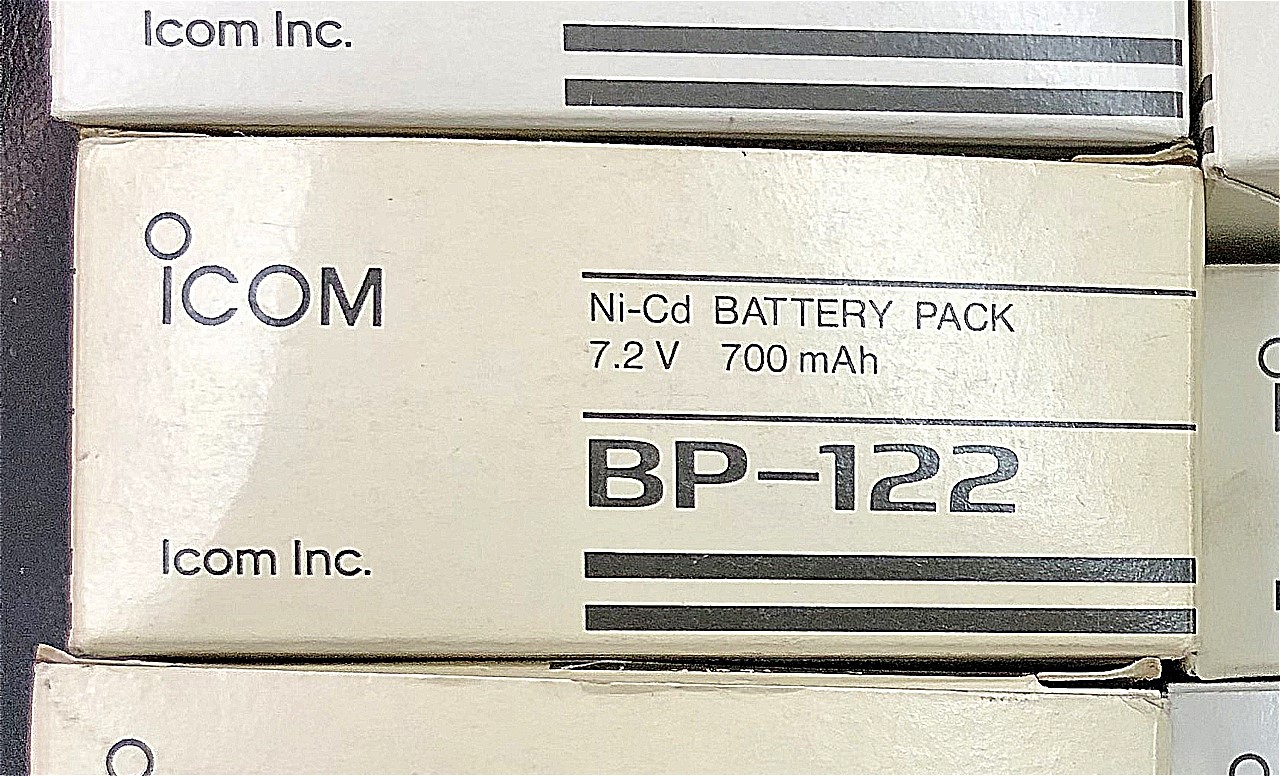 Icom Inc.
ICOM
Ni-Cd BATTERY PACK
7.2 V 700 mAh
BP-122
Icom Inc.